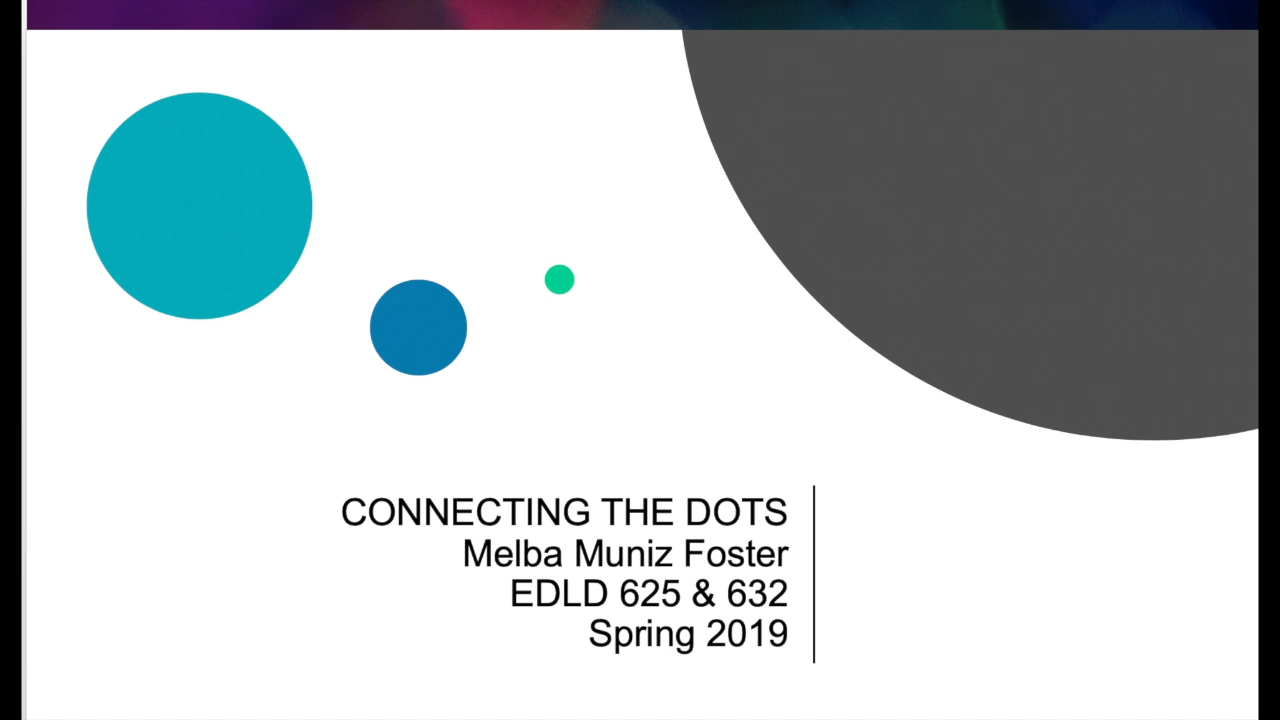 CONNECTING THE DOTS
Melba Muniz Foster
EDLD 625 & 632
Spring 2019